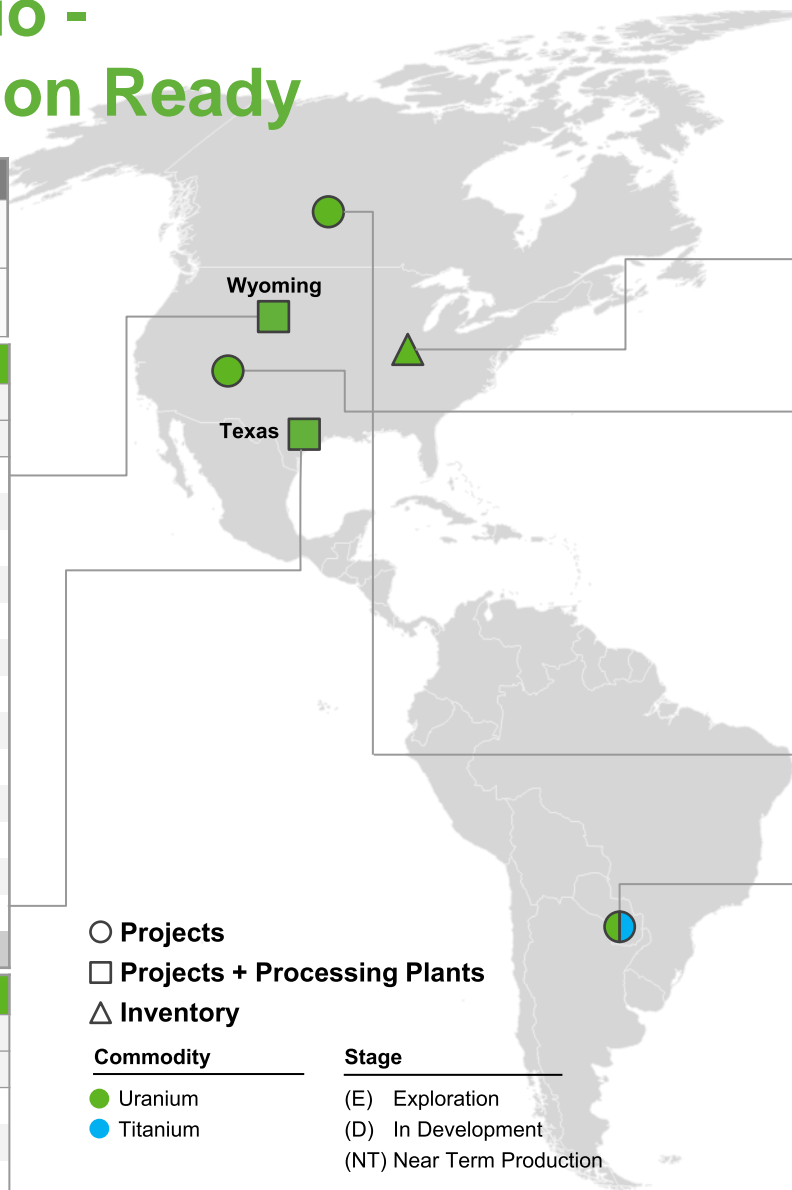 on Ready
Wyoming
Texas
Projects
Projects + Processing Plants
Inventory
Commodity
Stage
Uranium
(E) Exploration
Titanium
(D) In Development
(NT) Near Term Production